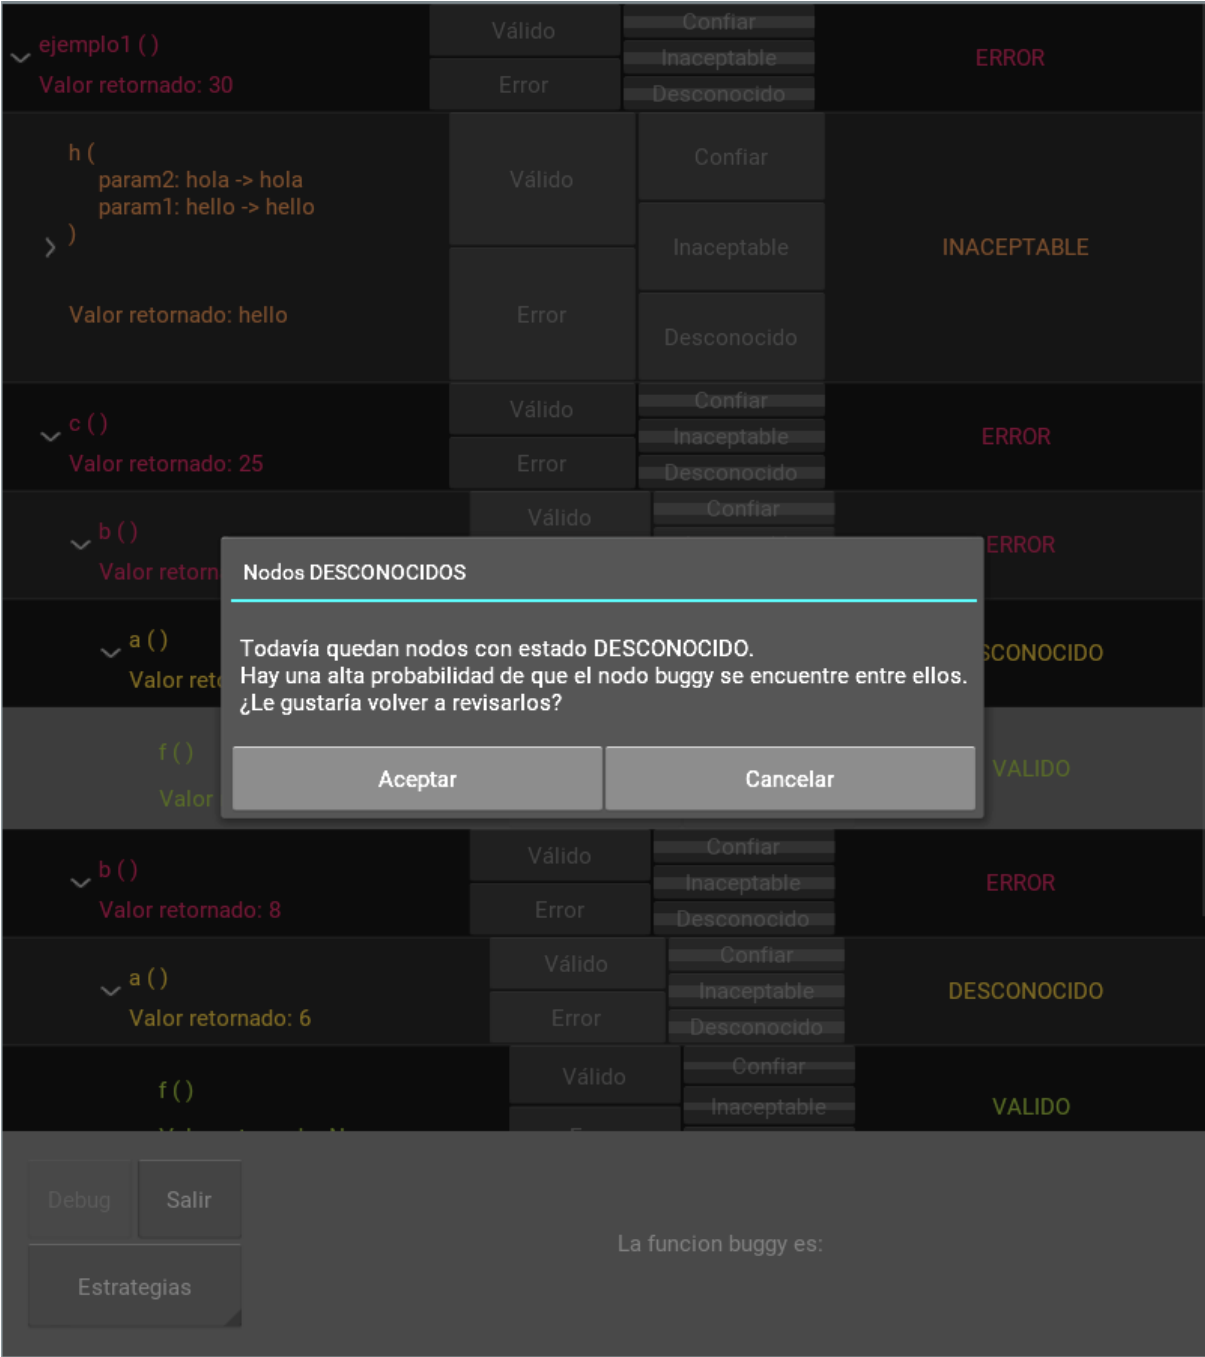 ejemplo1 ( )
Valor retornado: 30
Válido
Error
Confiar
Inaceptable
Desconocido
ERROR
h (
param2: hola -> hola
param1: hello -> hello
)
Valor retornado: hello
Válido
Error
Confiar
Inaceptable
Desconocido
INACEPTABLE
c ( )
Valor retornado: 25
Válido
Error
Confiar
Inaceptable
Desconocido
ERROR
b ( )
Valor retorn
Válido
Confiar
ERROR
a ( )
Valor ret
SCONOCIDO
f ( )
Valor
VALIDO
Nodos DESCONOCIDOS
Todavía quedan nodos con estado DESCONOCIDO.
Hay una alta probabilidad de que el nodo buggy se encuentre entre ellos.
¿Le gustaría volver a revisarlos?
Aceptar
Cancelar
b ( )
Valor retornado: 8
Válido
Error
Confiar
Inaceptable
Desconocido
ERROR
a ( )
Valor retornado: 6
Válido
Error
Confiar
Inaceptable
Desconocido
DESCONOCIDO
f ( )
Válido
Confiar
Inaceptable
VALIDO
Debug
Salir
Estrategias
La funcion buggy es: